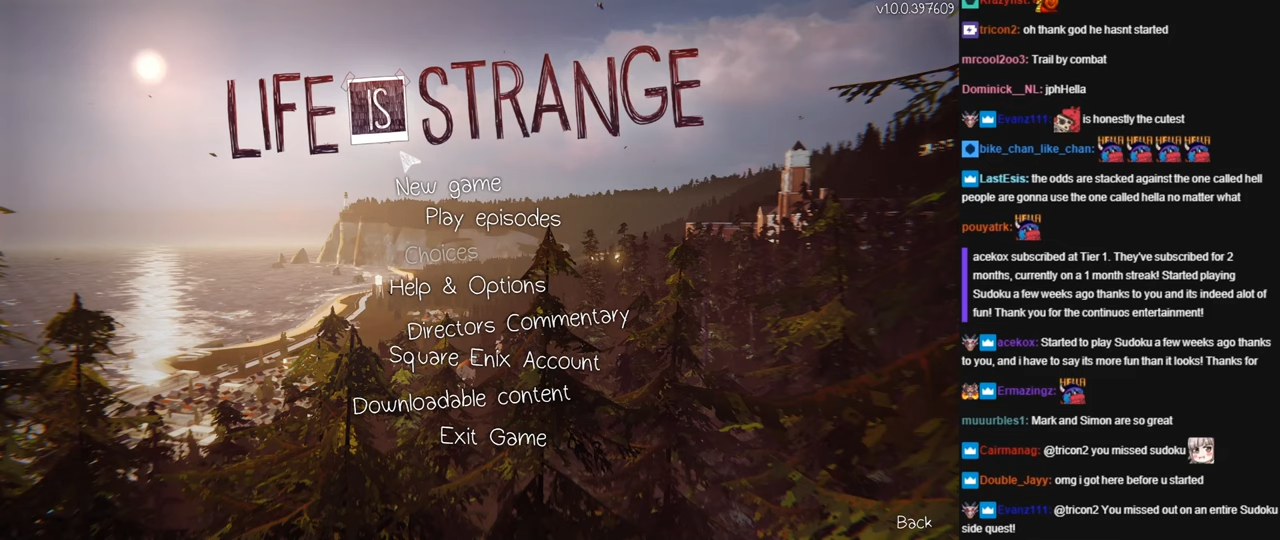 v1.0.0.397609
LIFE IS STRANGE
New game
Play episodes
Choices
Help & Options
Directors Commentary
Square Enix Account
Downloadable content
Exit Game
Back
tricon2: oh thank god he hasnt started
mrcool2oo3: Trail by combat
Dominick__NL: jphHella
Evanz111: is honestly the cutest
bike_chan_like_chan:
LastEsis: the odds are stacked against the one called hell
people are gonna use the one called hella no matter what
pouyatrk:
acekox subscribed at Tier 1. They've subscribed for 2
months, currently on a 1 month streak! Started playing
Sudoku a few weeks ago thanks to you and its indeed alot of
fun! Thank you for the continuos entertainment!
acekox: Started to play Sudoku a few weeks ago thanks
to you, and i have to say its more fun than it looks! Thanks for
Ermazingz:
muuurbles1: Mark and Simon are so great
Cairmanag: @tricon2 you missed sudoku
Double_Jayy: omg i got here before u started
Evanz111: @tricon2 You missed out on an entire Sudoku
side quest!